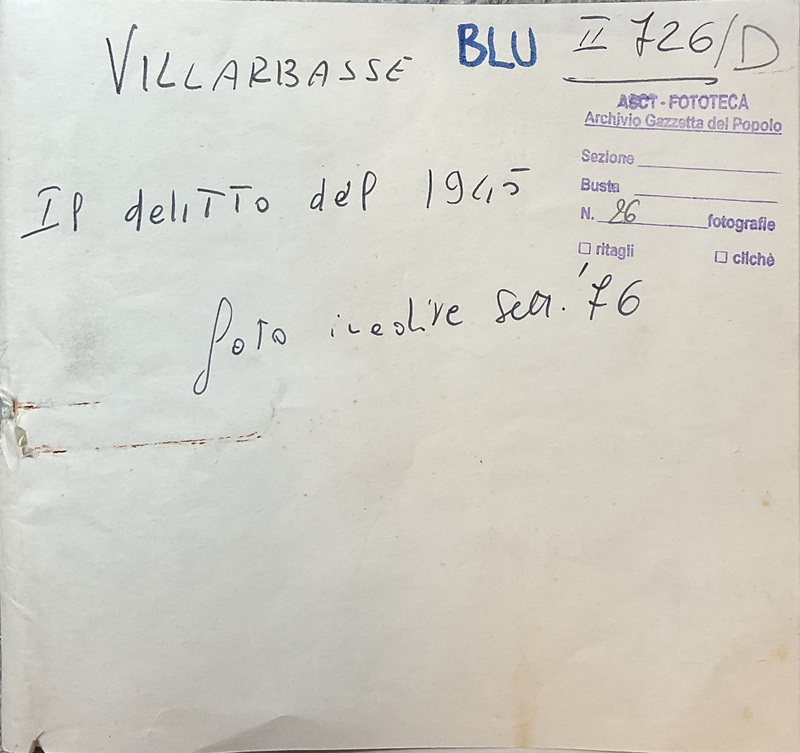 VILLARBASSE BLU II 726/D
ASCT - FOTOTECA
Archivio Gazzetta del Popolo
Sezione
Busta
N. 26 fotografie
ritagli clichè
Il delitto del 1945
foto inedite set. '76